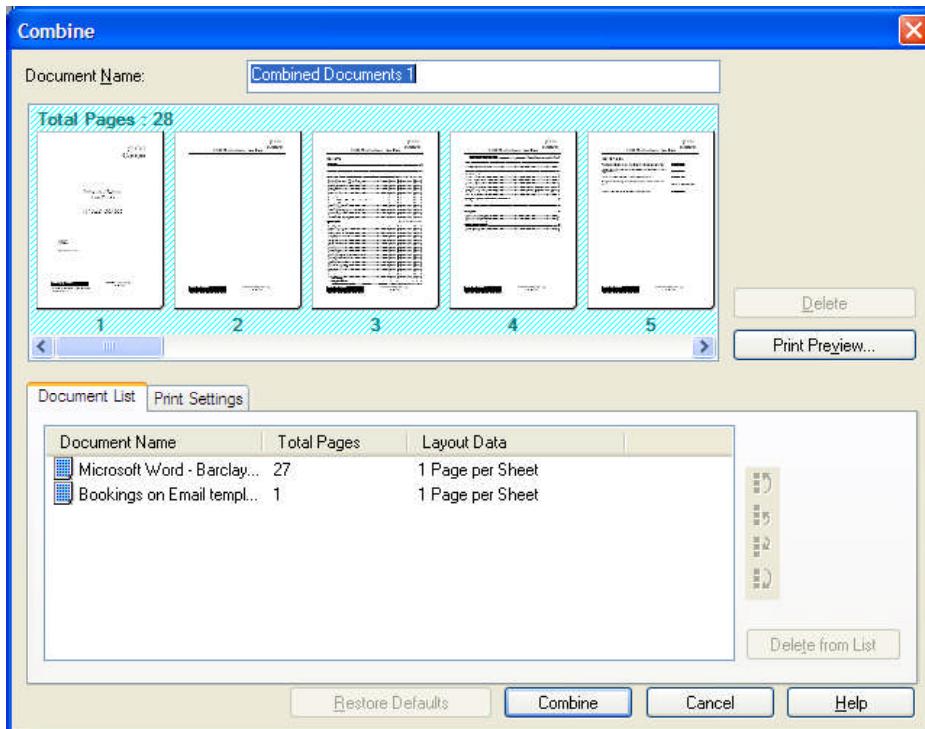 Combine
Document Name: Combined Documents 1
Total Pages : 28
Canon
1 2 3 4 5
Delete
Print Preview...
Document List Print Settings
Document Name Total Pages Layout Data
Microsoft Word - Barclay... 27 1 Page per Sheet
Bookings on Email templ... 1 1 Page per Sheet
Delete from List
Restore Defaults Combine Cancel Help